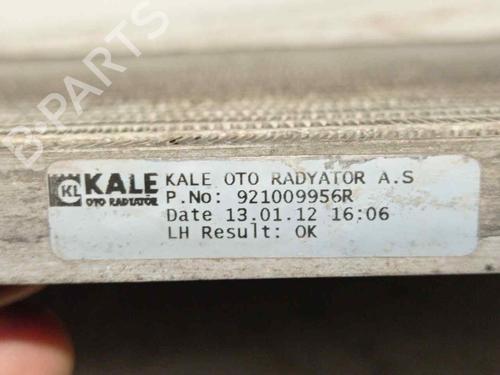 B-PARTS
KL KALE
OTO RADYATÖR
KALE OTO RADYATOR A.S
P.No: 921009956R
Date 13.01.12 16:06
LH Result: OK